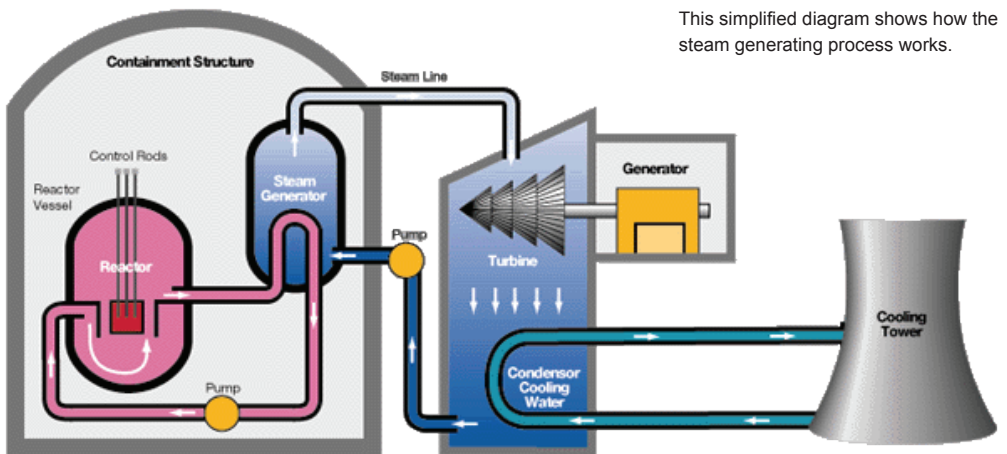 This simplified diagram shows how the
steam generating process works.
Containment Structure
Steam Line
Control Rods
Reactor
Vessel
Steam
Generator
Generator
Reactor
Pump
Turbine
Cooling
Tower
Condensor
Cooling
Water
Pump